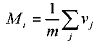 M_i = \frac{1}{m} \sum_j v_j